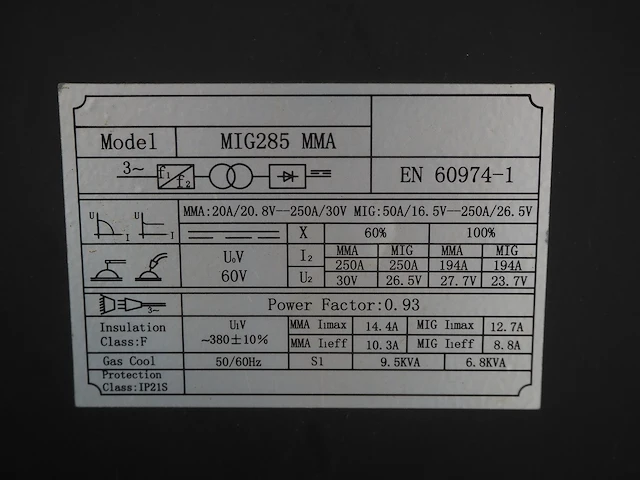 Model MIG285 MMA
3~ f1 f2 EN 60974-1
U I U I MMA:20A/20.8V--250A/30V MIG:50A/16.5V--250A/26.5V
X 60% 100%
U₀V 60V
I₂ MMA 250A MIG 250A MMA 194A MIG 194A
U₂ 30V 26.5V 27.7V 23.7V
3~ Power Factor:0.93
Insulation Class:F
U₁V ~380±10%
MMA I₁max 14.4A MIG I₁max 12.7A
MMA I₁eff 10.3A MIG I₁eff 8.8A
Gas Cool 50/60Hz S1 9.5KVA 6.8KVA
Protection
Class:IP21S